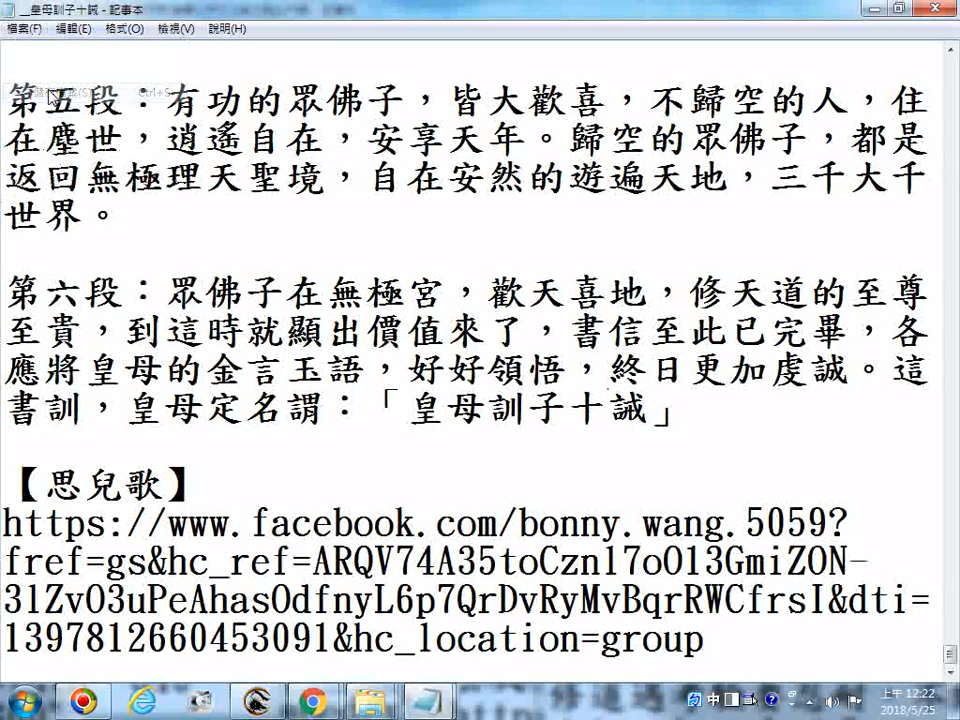 __皇母訓子十誡 - 記事本
檔案(F) 編輯(E) 格式(O) 檢視(V) 說明(H)
Ctrl+S
第五段：有功的眾佛子，皆大歡喜，不歸空的人，住
在塵世，逍遙自在，安享天年。歸空的眾佛子，都是
返回無極理天聖境，自在安然的遊遍天地，三千大千
世界。
第六段：眾佛子在無極宮，歡天喜地，修天道的至尊
至貴，到這時就顯出價值來了，書信至此已完畢，各
應將皇母的金言玉語，好好領悟，終日更加虔誠。這
書訓，皇母定名謂：「皇母訓子十誡」
【思兒歌】
https://www.facebook.com/bonny.wang.5059?
fref=gs&hc_ref=ARQV74A35toCznl7oO13GmiZON-
31ZvO3uPeAhasOdfnyL6p7QrDvRyMvBqrRWCfrsI&dti=
1397812660453091&hc_location=group
中
上午 12:22
2018/5/25